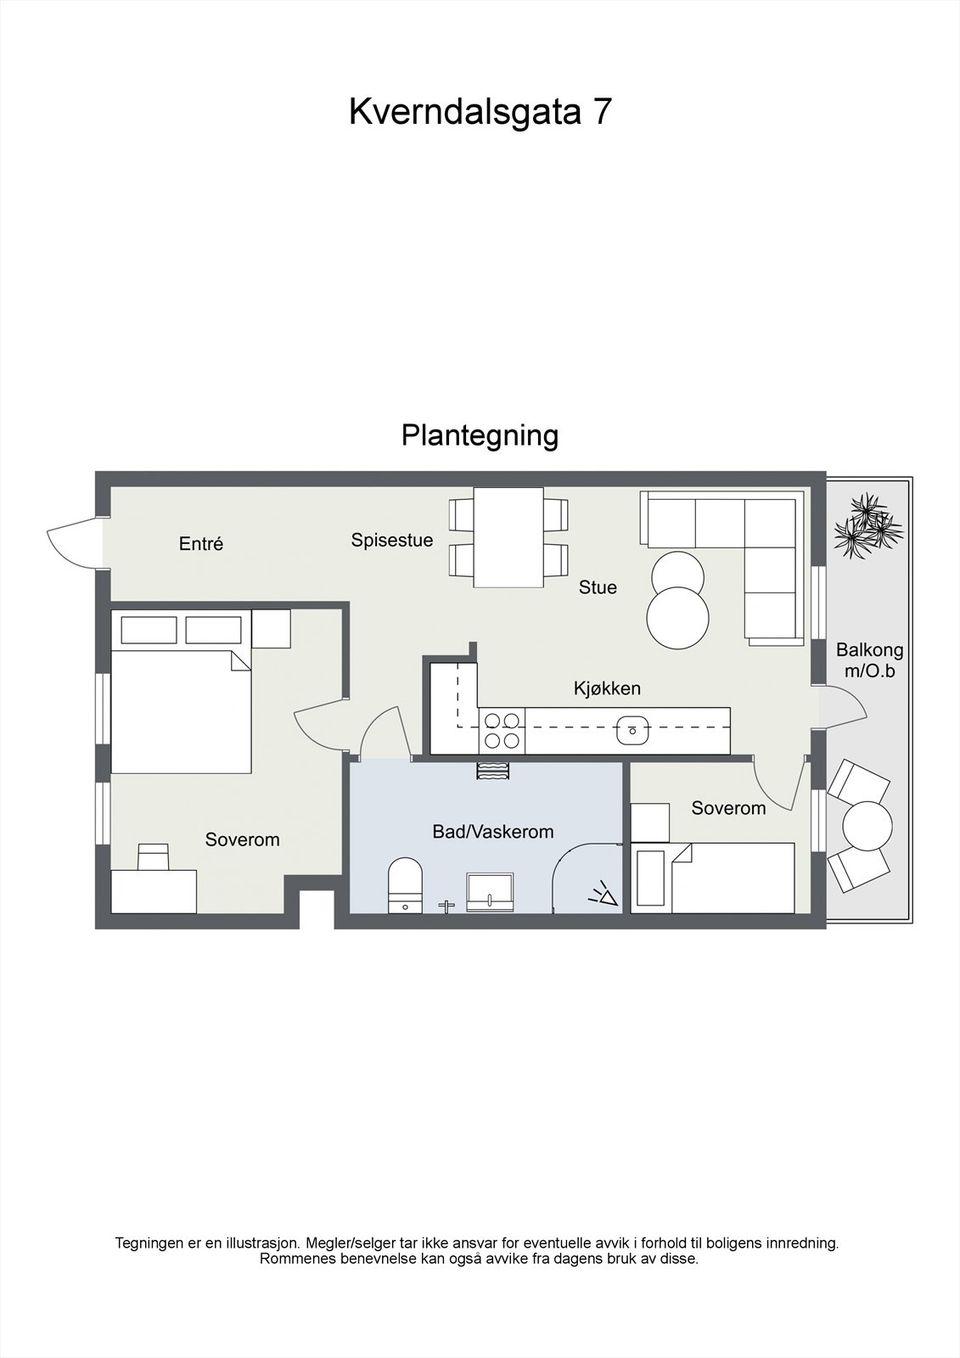 Kverndalsgata 7
Plantegning
Entré
Spisestue
Stue
Balkong
m/O.b
Kjøkken
Soverom
Bad/Vaskerom
Soverom
Tegningen er en illustrasjon. Megler/selger tar ikke ansvar for eventuelle avvik i forhold til boligens innredning.
Rommenes benevnelse kan også avvike fra dagens bruk av disse.